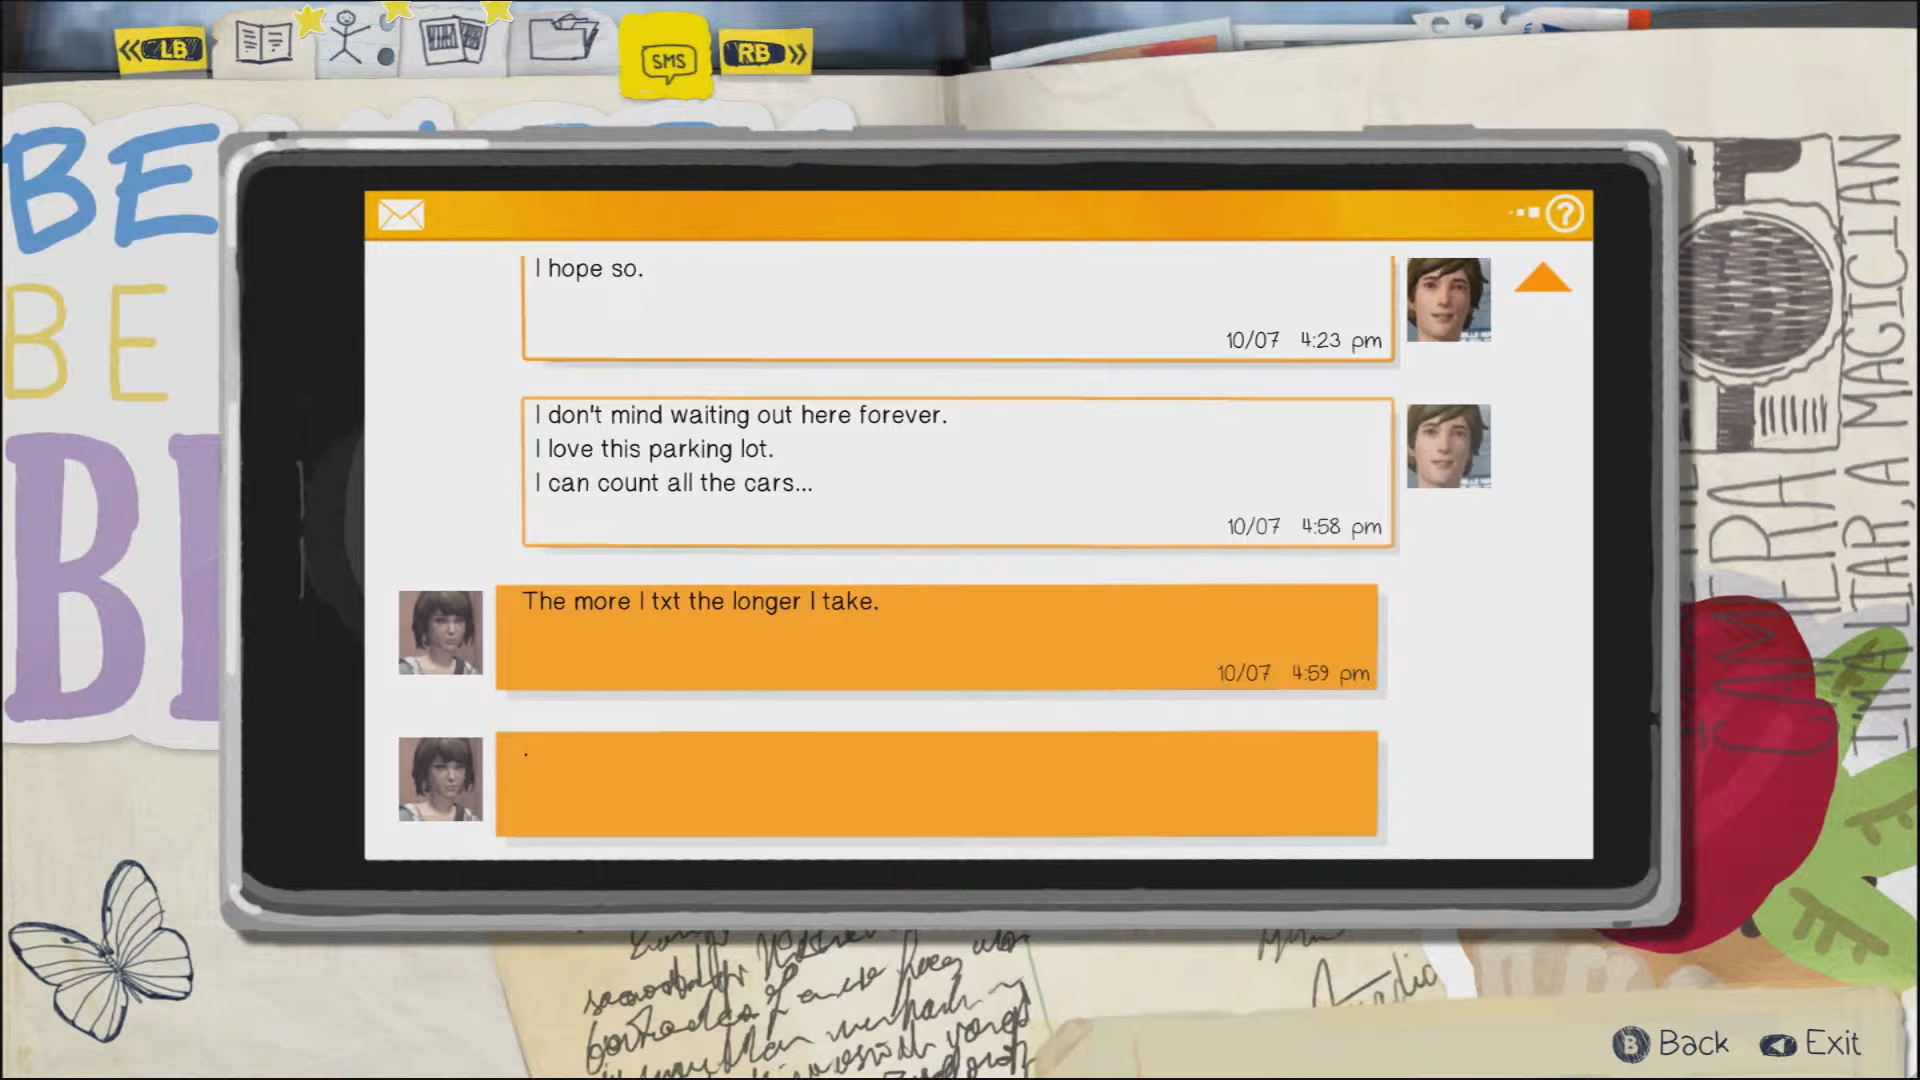 LB
SMS
RB
BE
BE
I hope so.
10/07 4:23 pm
I don't mind waiting out here forever.
I love this parking lot.
I can count all the cars...
10/07 4:58 pm
The more I txt the longer I take.
10/07 4:59 pm
.
CAMERA
A MAGICIAN
B Back
Exit